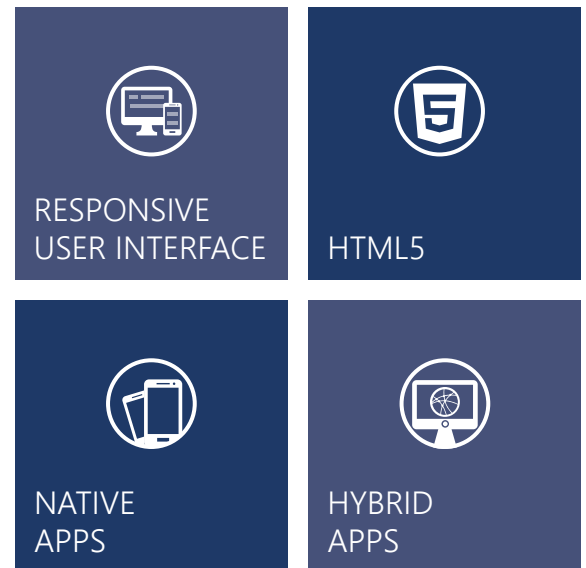 RESPONSIVE
USER INTERFACE
HTML5
NATIVE
APPS
HYBRID
APPS